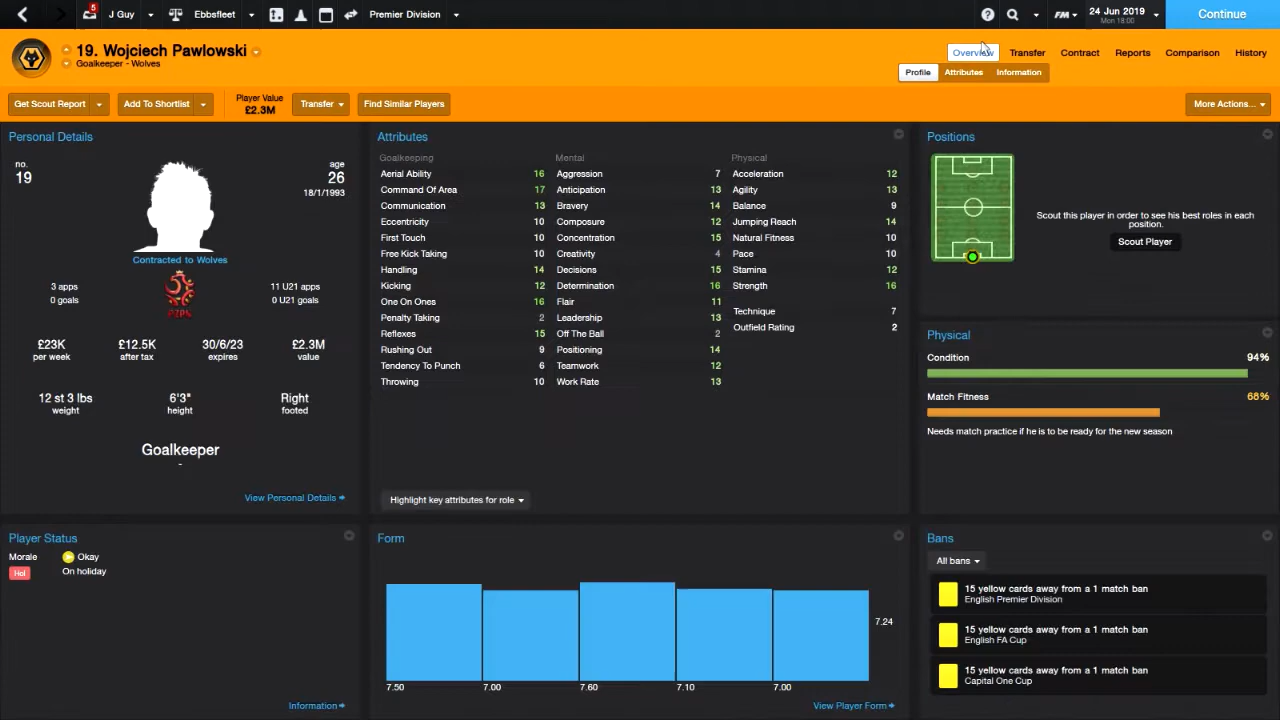 5
J Guy
Ebbsfleet
Premier Division
FM
24 Jun 2019
Mon 18:00
Continue
19. Wojciech Pawlowski
Goalkeeper - Wolves
Overview Transfer Contract Reports Comparison History
Profile Attributes Information
Get Scout Report
Add To Shortlist
Player Value
£2.3M
Transfer
Find Similar Players
More Actions...
Personal Details
no.
19
age
26
18/1/1993
Contracted to Wolves
3 apps
0 goals
PZPN
11 U21 apps
0 U21 goals
£23K
per week
£12.5K
after tax
30/6/23
expires
£2.3M
value
12 st 3 lbs
weight
6'3"
height
Right
footed
Goalkeeper
-
View Personal Details
Attributes
Goalkeeping
Aerial Ability 16
Command Of Area 17
Communication 13
Eccentricity 10
First Touch 10
Free Kick Taking 10
Handling 14
Kicking 12
One On Ones 16
Penalty Taking 2
Reflexes 15
Rushing Out 9
Tendency To Punch 6
Throwing 10
Mental
Aggression 7
Anticipation 13
Bravery 14
Composure 12
Concentration 15
Creativity 4
Decisions 15
Determination 16
Flair 11
Leadership 13
Off The Ball 2
Positioning 14
Teamwork 12
Work Rate 13
Physical
Acceleration 12
Agility 13
Balance 9
Jumping Reach 14
Natural Fitness 10
Pace 10
Stamina 12
Strength 16
Technique 7
Outfield Rating 2
Highlight key attributes for role
Positions
Scout this player in order to see his best roles in each
position.
Scout Player
Physical
Condition 94%
Match Fitness 68%
Needs match practice if he is to be ready for the new season
Player Status
Morale Okay
Hol On holiday
Information
Form
7.24
7.50 7.00 7.60 7.10 7.00
View Player Form
Bans
All bans
15 yellow cards away from a 1 match ban
English Premier Division
15 yellow cards away from a 1 match ban
English FA Cup
15 yellow cards away from a 1 match ban
Capital One Cup